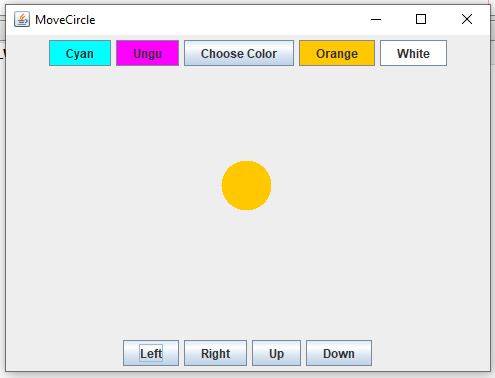 MoveCircle
Cyan Ungu Choose Color Orange White
Left Right Up Down